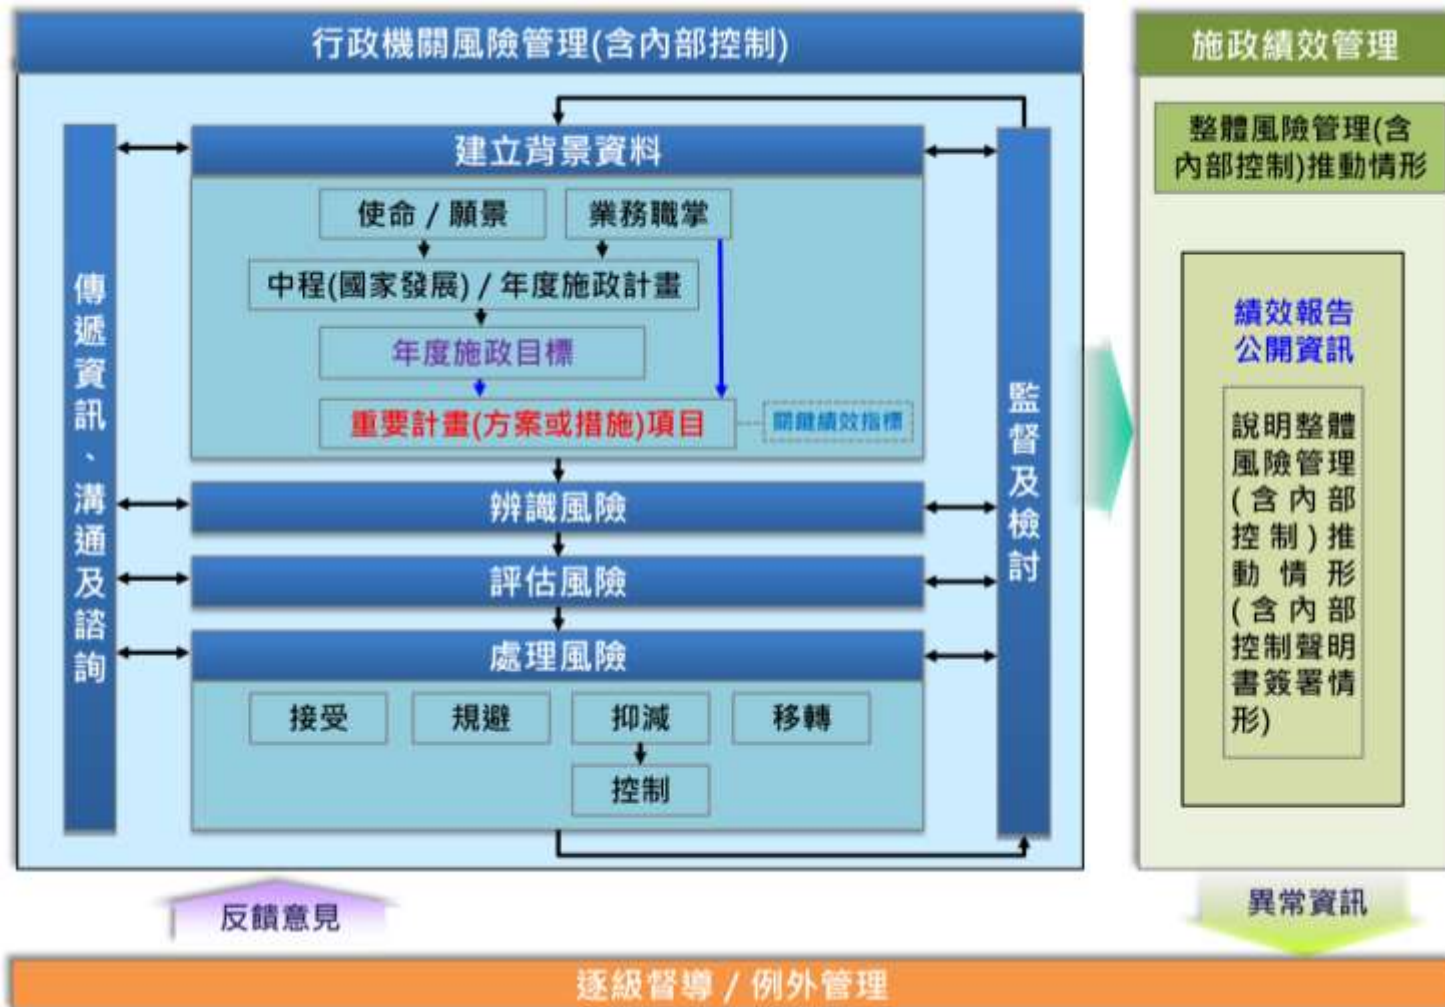 行政機關風險管理(含內部控制)
傳遞資訊、溝通及諮詢
建立背景資料
使命 / 願景
業務職掌
中程(國家發展) / 年度施政計畫
年度施政目標
重要計畫(方案或措施)項目
關鍵績效指標
辨識風險
評估風險
處理風險
接受
規避
抑減
移轉
控制
監督及檢討
施政績效管理
整體風險管理(含
內部控制)推動情形
績效報告
公開資訊
說明整體
風險管理
(含內部
控制)推
動情形
(含內部
控制聲明
書簽署情
形)
反饋意見
異常資訊
逐級督導 / 例外管理